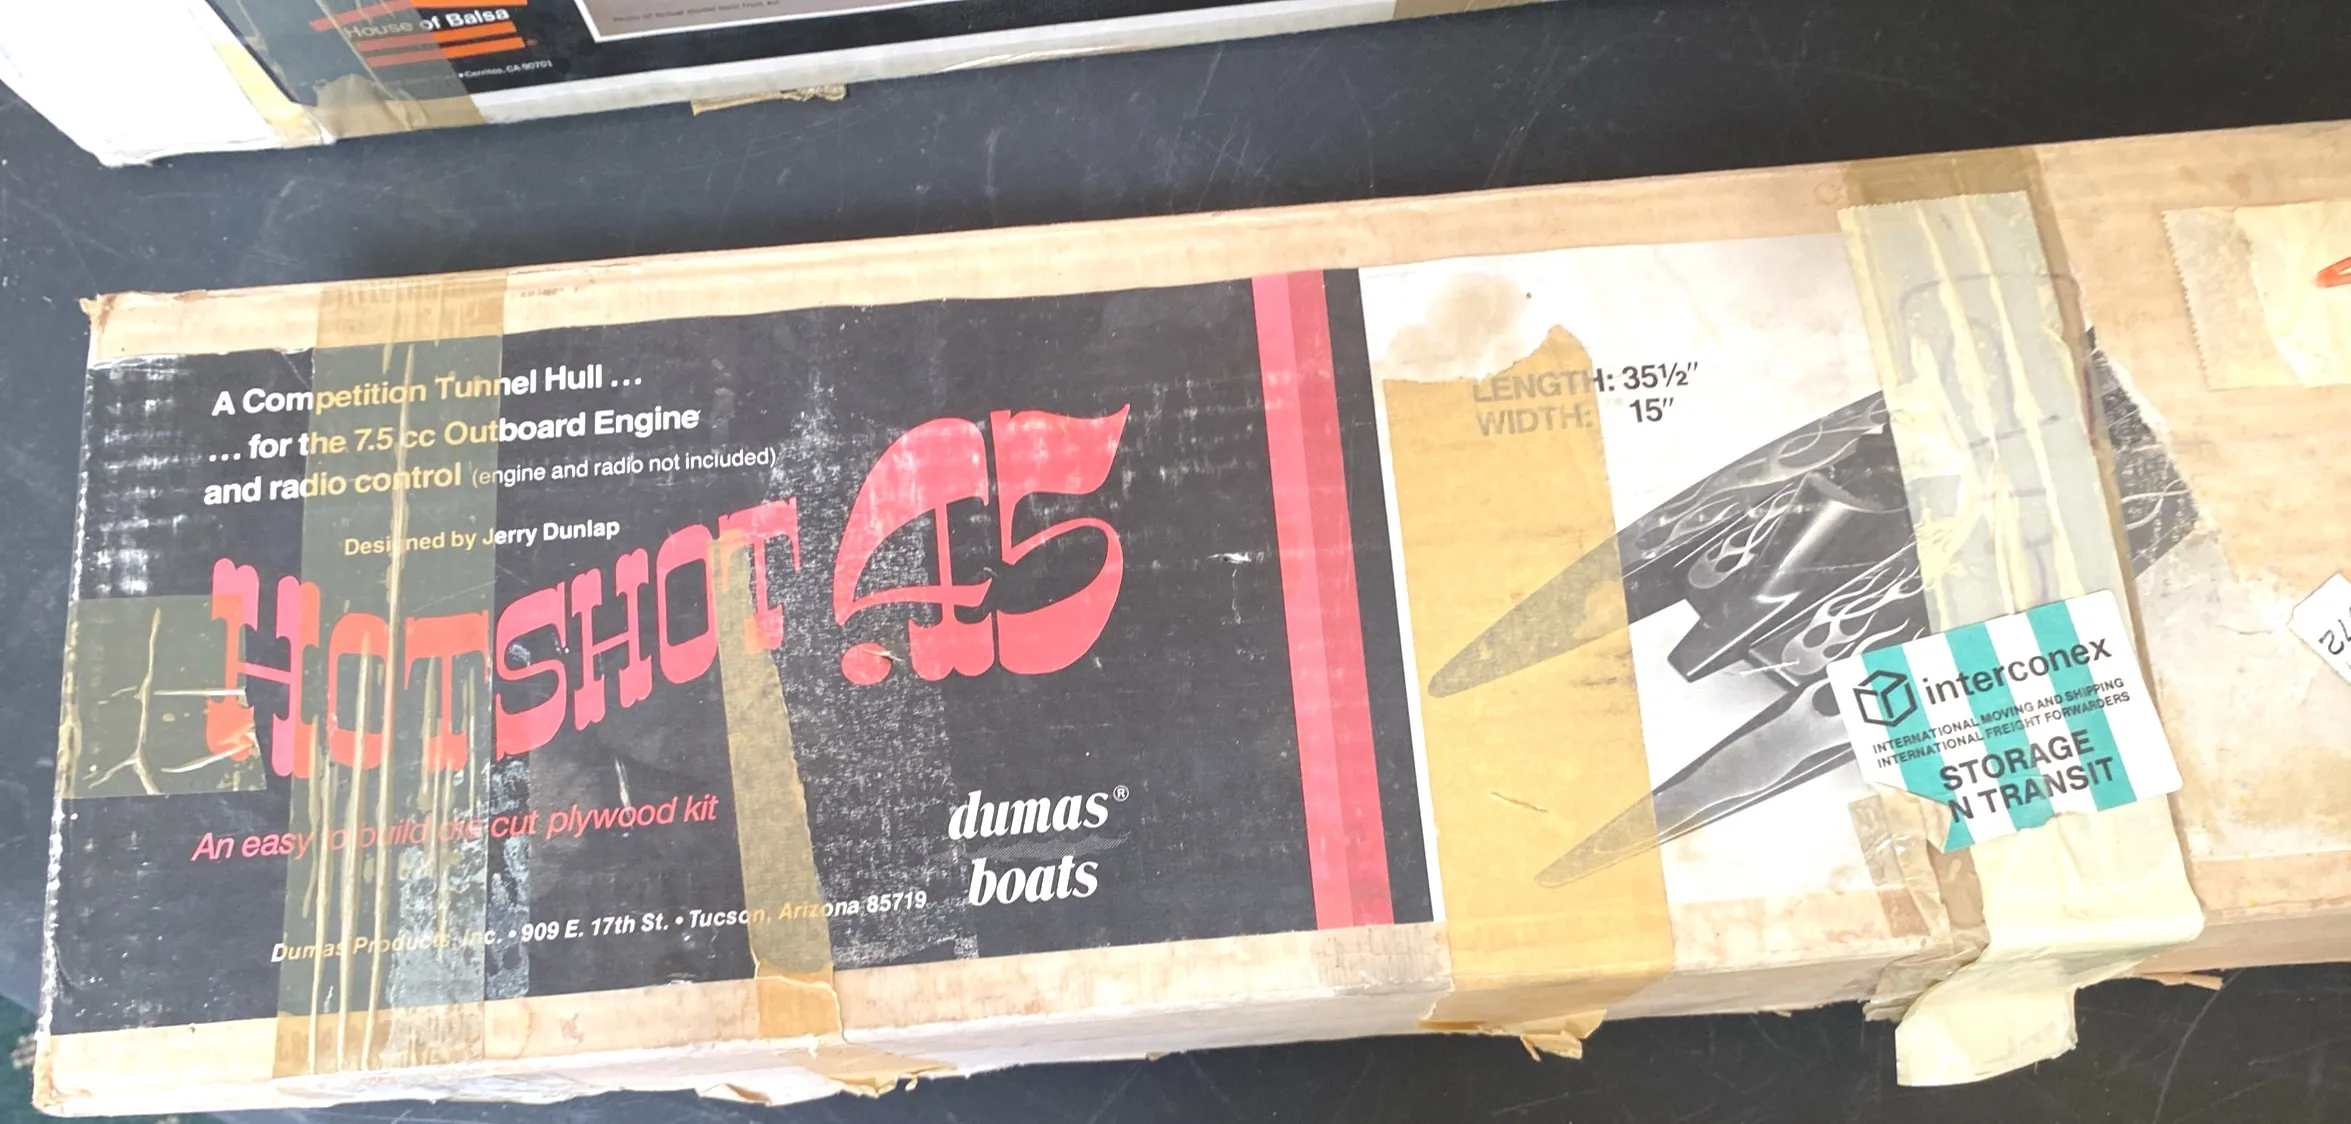 House of Balsa
Cerritos, CA 90701
A Competition Tunnel Hull ...
... for the 7.5 cc Outboard Engine
and radio control (engine and radio not included)
Designed by Jerry Dunlap
HOTSHOT .45
An easy to build die cut plywood kit
dumas®
boats
Dumas Products, Inc. • 909 E. 17th St. • Tucson, Arizona 85719
LENGTH: 35½"
WIDTH: 15"
interconex
INTERNATIONAL MOVING AND SHIPPING
INTERNATIONAL FREIGHT FORWARDERS
STORAGE
N TRANSIT